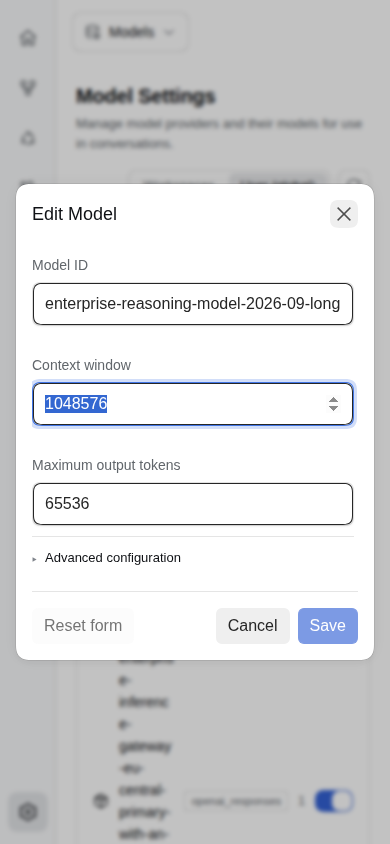 Models
Model Settings
Manage model providers and their models for use
in conversations.
Edit Model
Model ID
enterprise-reasoning-model-2026-09-long
Context window
1048576
Maximum output tokens
65536
Advanced configuration
Reset form
Cancel
Save
e-
inferenc
e-
gateway
-eu-
central-
openai_responses
1
primary-
with-an-